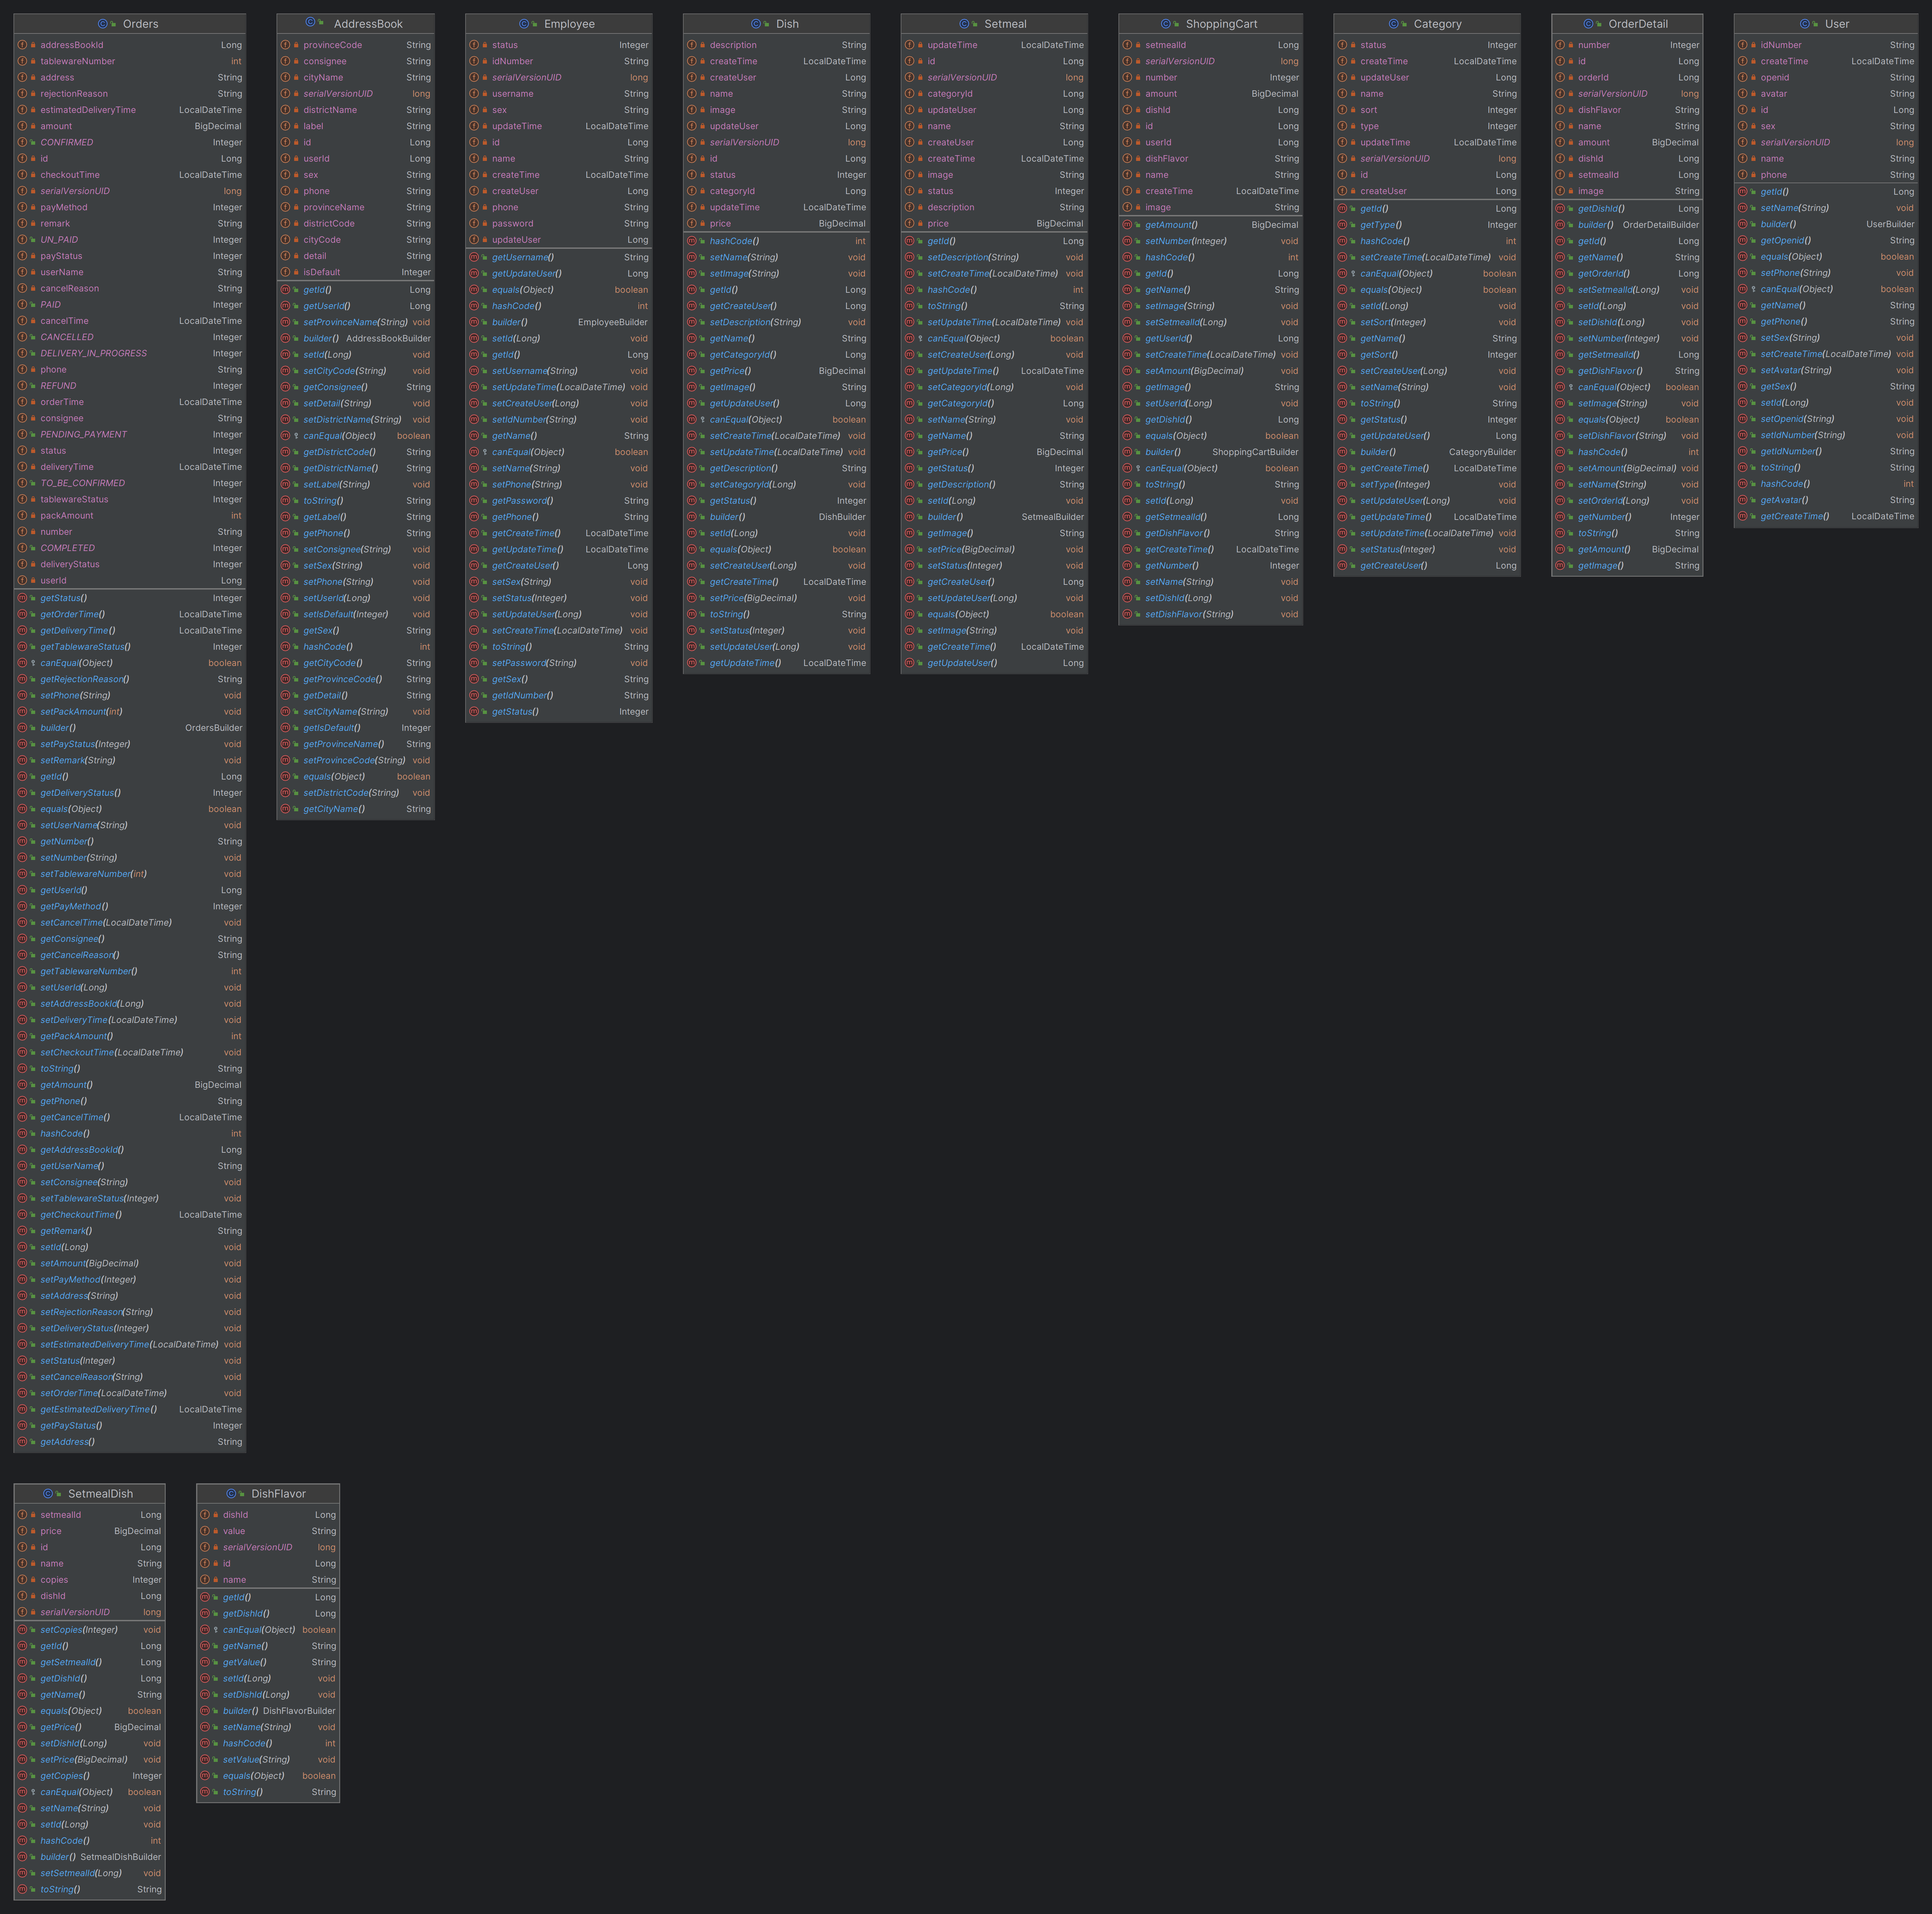 Orders
addressBookId Long
tablewareNumber int
address String
rejectionReason String
estimatedDeliveryTime LocalDateTime
amount BigDecimal
CONFIRMED Integer
id Long
checkoutTime LocalDateTime
serialVersionUID long
payMethod Integer
remark String
UN_PAID Integer
payStatus Integer
userName String
cancelReason String
PAID Integer
cancelTime LocalDateTime
CANCELLED Integer
DELIVERY_IN_PROGRESS Integer
phone String
REFUND Integer
orderTime LocalDateTime
consignee String
PENDING_PAYMENT Integer
status Integer
deliveryTime LocalDateTime
TO_BE_CONFIRMED Integer
tablewareStatus Integer
packAmount int
number String
COMPLETED Integer
deliveryStatus Integer
userId Long
getStatus() Integer
getOrderTime() LocalDateTime
getDeliveryTime() LocalDateTime
getTablewareStatus() Integer
canEqual(Object) boolean
getRejectionReason() String
setPhone(String) void
setPackAmount(int) void
builder() OrdersBuilder
setPayStatus(Integer) void
setRemark(String) void
getId() Long
getDeliveryStatus() Integer
equals(Object) boolean
setUserName(String) void
getNumber() String
setNumber(String) void
setTablewareNumber(int) void
getUserId() Long
getPayMethod() Integer
setCancelTime(LocalDateTime) void
getConsignee() String
getCancelReason() String
getTablewareNumber() int
setUserId(Long) void
setAddressBookId(Long) void
setDeliveryTime(LocalDateTime) void
getPackAmount() int
setCheckoutTime(LocalDateTime) void
toString() String
getAmount() BigDecimal
getPhone() String
getCancelTime() LocalDateTime
hashCode() int
getAddressBookId() Long
getUserName() String
setConsignee(String) void
setTablewareStatus(Integer) void
getCheckoutTime() LocalDateTime
getRemark() String
setId(Long) void
setAmount(BigDecimal) void
setPayMethod(Integer) void
setAddress(String) void
setRejectionReason(String) void
setDeliveryStatus(Integer) void
setEstimatedDeliveryTime(LocalDateTime) void
setStatus(Integer) void
setCancelReason(String) void
setOrderTime(LocalDateTime) void
getEstimatedDeliveryTime() LocalDateTime
getPayStatus() Integer
getAddress() String
AddressBook
provinceCode String
consignee String
cityName String
serialVersionUID long
districtName String
label String
id Long
userId Long
sex String
phone String
provinceName String
districtCode String
cityCode String
detail String
isDefault Integer
getId() Long
getUserId() Long
setProvinceName(String) void
builder() AddressBookBuilder
setId(Long) void
setCityCode(String) void
getConsignee() String
setDetail(String) void
setDistrictName(String) void
canEqual(Object) boolean
getDistrictCode() String
getDistrictName() String
setLabel(String) void
toString() String
getLabel() String
getPhone() String
setConsignee(String) void
setSex(String) void
setPhone(String) void
setUserId(Long) void
setIsDefault(Integer) void
getSex() String
hashCode() int
getCityCode() String
getProvinceCode() String
getDetail() String
setCityName(String) void
getIsDefault() Integer
getProvinceName() String
setProvinceCode(String) void
equals(Object) boolean
setDistrictCode(String) void
getCityName() String
Employee
status Integer
idNumber String
serialVersionUID long
username String
sex String
updateTime LocalDateTime
id Long
name String
createTime LocalDateTime
createUser Long
phone String
password String
updateUser Long
getUsername() String
getUpdateUser() Long
equals(Object) boolean
hashCode() int
builder() EmployeeBuilder
setId(Long) void
getId() Long
setUsername(String) void
setUpdateTime(LocalDateTime) void
setCreateUser(Long) void
setIdNumber(String) void
getName() String
canEqual(Object) boolean
setName(String) void
setPhone(String) void
getPassword() String
getPhone() String
getCreateTime() LocalDateTime
getUpdateTime() LocalDateTime
getCreateUser() Long
setSex(String) void
setStatus(Integer) void
setUpdateUser(Long) void
setCreateTime(LocalDateTime) void
toString() String
setPassword(String) void
getSex() String
getIdNumber() String
getStatus() Integer
Dish
description String
createTime LocalDateTime
createUser Long
name String
image String
updateUser Long
serialVersionUID long
id Long
status Integer
categoryId Long
updateTime LocalDateTime
price BigDecimal
hashCode() int
setName(String) void
setImage(String) void
getId() Long
getCreateUser() Long
setDescription(String) void
getName() String
getCategoryId() Long
getPrice() BigDecimal
getImage() String
getUpdateUser() Long
canEqual(Object) boolean
setCreateTime(LocalDateTime) void
setUpdateTime(LocalDateTime) void
getDescription() String
setCategoryId(Long) void
getStatus() Integer
builder() DishBuilder
setId(Long) void
equals(Object) boolean
setCreateUser(Long) void
getCreateTime() LocalDateTime
setPrice(BigDecimal) void
toString() String
setStatus(Integer) void
setUpdateUser(Long) void
getUpdateTime() LocalDateTime
Setmeal
updateTime LocalDateTime
id Long
serialVersionUID long
categoryId Long
updateUser Long
name String
createUser Long
createTime LocalDateTime
image String
status Integer
description String
price BigDecimal
getId() Long
setDescription(String) void
setCreateTime(LocalDateTime) void
hashCode() int
toString() String
setUpdateTime(LocalDateTime) void
canEqual(Object) boolean
setCreateUser(Long) void
getUpdateTime() LocalDateTime
setCategoryId(Long) void
getCategoryId() Long
setName(String) void
getName() String
getPrice() BigDecimal
getStatus() Integer
getDescription() String
setId(Long) void
builder() SetmealBuilder
getImage() String
setPrice(BigDecimal) void
setStatus(Integer) void
getCreateUser() Long
setUpdateUser(Long) void
equals(Object) boolean
setImage(String) void
getCreateTime() LocalDateTime
getUpdateUser() Long
ShoppingCart
setmealId Long
serialVersionUID long
number Integer
amount BigDecimal
dishId Long
id Long
userId Long
dishFlavor String
name String
createTime LocalDateTime
image String
getAmount() BigDecimal
setNumber(Integer) void
hashCode() int
getId() Long
getName() String
setImage(String) void
setSetmealId(Long) void
getUserId() Long
setCreateTime(LocalDateTime) void
setAmount(BigDecimal) void
getImage() String
setUserId(Long) void
getDishId() Long
equals(Object) boolean
builder() ShoppingCartBuilder
canEqual(Object) boolean
toString() String
setId(Long) void
getSetmealId() Long
getDishFlavor() String
getCreateTime() LocalDateTime
getNumber() Integer
setName(String) void
setDishId(Long) void
setDishFlavor(String) void
Category
status Integer
createTime LocalDateTime
updateUser Long
name String
sort Integer
type Integer
updateTime LocalDateTime
serialVersionUID long
id Long
createUser Long
getId() Long
getType() Integer
hashCode() int
setCreateTime(LocalDateTime) void
canEqual(Object) boolean
equals(Object) boolean
setId(Long) void
setSort(Integer) void
getName() String
getSort() Integer
setCreateUser(Long) void
setName(String) void
toString() String
getStatus() Integer
getUpdateUser() Long
builder() CategoryBuilder
getCreateTime() LocalDateTime
setType(Integer) void
setUpdateUser(Long) void
getUpdateTime() LocalDateTime
setUpdateTime(LocalDateTime) void
setStatus(Integer) void
getCreateUser() Long
OrderDetail
number Integer
id Long
orderId Long
serialVersionUID long
dishFlavor String
name String
amount BigDecimal
dishId Long
setmealId Long
image String
getDishId() Long
builder() OrderDetailBuilder
getId() Long
getName() String
getOrderId() Long
setSetmealId(Long) void
setId(Long) void
setDishId(Long) void
setNumber(Integer) void
getSetmealId() Long
getDishFlavor() String
canEqual(Object) boolean
setImage(String) void
equals(Object) boolean
setDishFlavor(String) void
hashCode() int
setAmount(BigDecimal) void
setName(String) void
setOrderId(Long) void
getNumber() Integer
toString() String
getAmount() BigDecimal
getImage() String
User
idNumber String
createTime LocalDateTime
openid String
avatar String
id Long
sex String
serialVersionUID long
name String
phone String
getId() Long
setName(String) void
builder() UserBuilder
getOpenid() String
equals(Object) boolean
setPhone(String) void
canEqual(Object) boolean
getName() String
getPhone() String
setSex(String) void
setCreateTime(LocalDateTime) void
setAvatar(String) void
getSex() String
setId(Long) void
setOpenid(String) void
setIdNumber(String) void
getIdNumber() String
toString() String
hashCode() int
getAvatar() String
getCreateTime() LocalDateTime
SetmealDish
setmealId Long
price BigDecimal
id Long
name String
copies Integer
dishId Long
serialVersionUID long
setCopies(Integer) void
getId() Long
getSetmealId() Long
getDishId() Long
getName() String
equals(Object) boolean
getPrice() BigDecimal
setDishId(Long) void
setPrice(BigDecimal) void
getCopies() Integer
canEqual(Object) boolean
setName(String) void
setId(Long) void
hashCode() int
builder() SetmealDishBuilder
setSetmealId(Long) void
toString() String
DishFlavor
dishId Long
value String
serialVersionUID long
id Long
name String
getId() Long
getDishId() Long
canEqual(Object) boolean
getName() String
getValue() String
setId(Long) void
setDishId(Long) void
builder() DishFlavorBuilder
setName(String) void
hashCode() int
setValue(String) void
equals(Object) boolean
toString() String